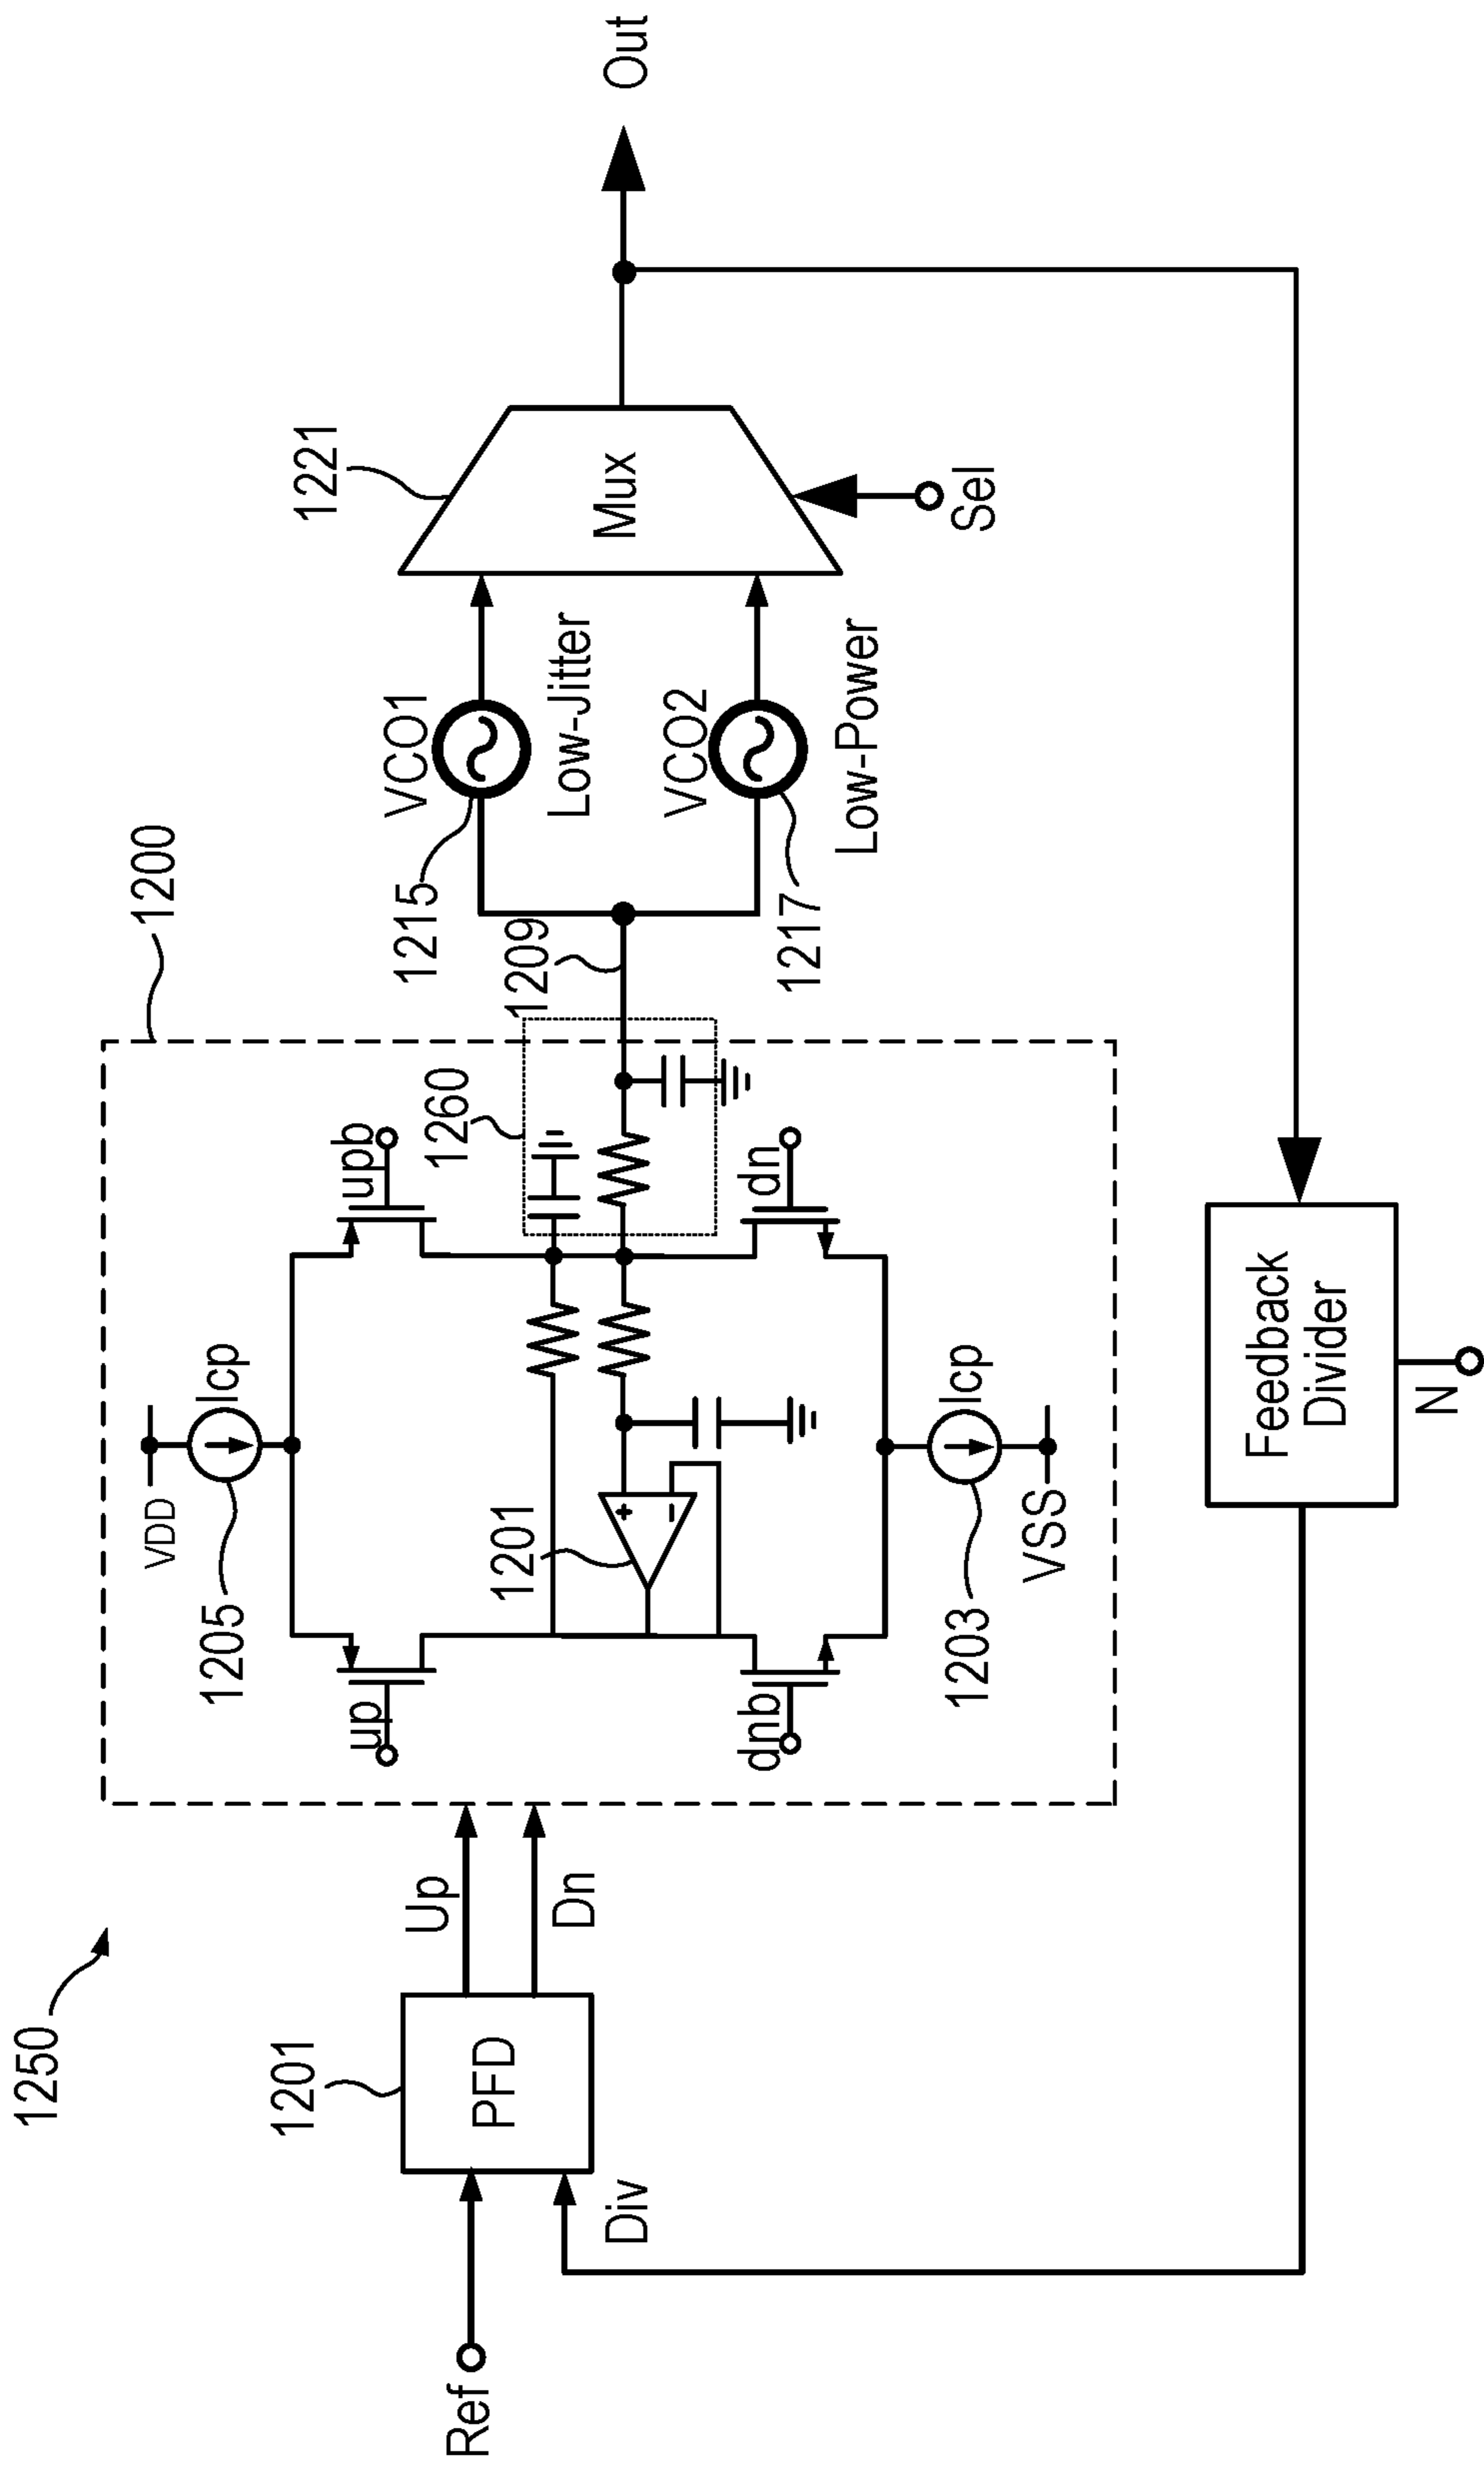 1250
Ref
1201
PFD
Div
Up
Dn
1200
VDD
1205
Icp
up
upb
1201
1260
dnb
dn
1203
Icp
VSS
1209
1215
VCO1
Low-Jitter
1217
VCO2
Low-Power
1221
Mux
Sel
Out
Feedback
Divider
N